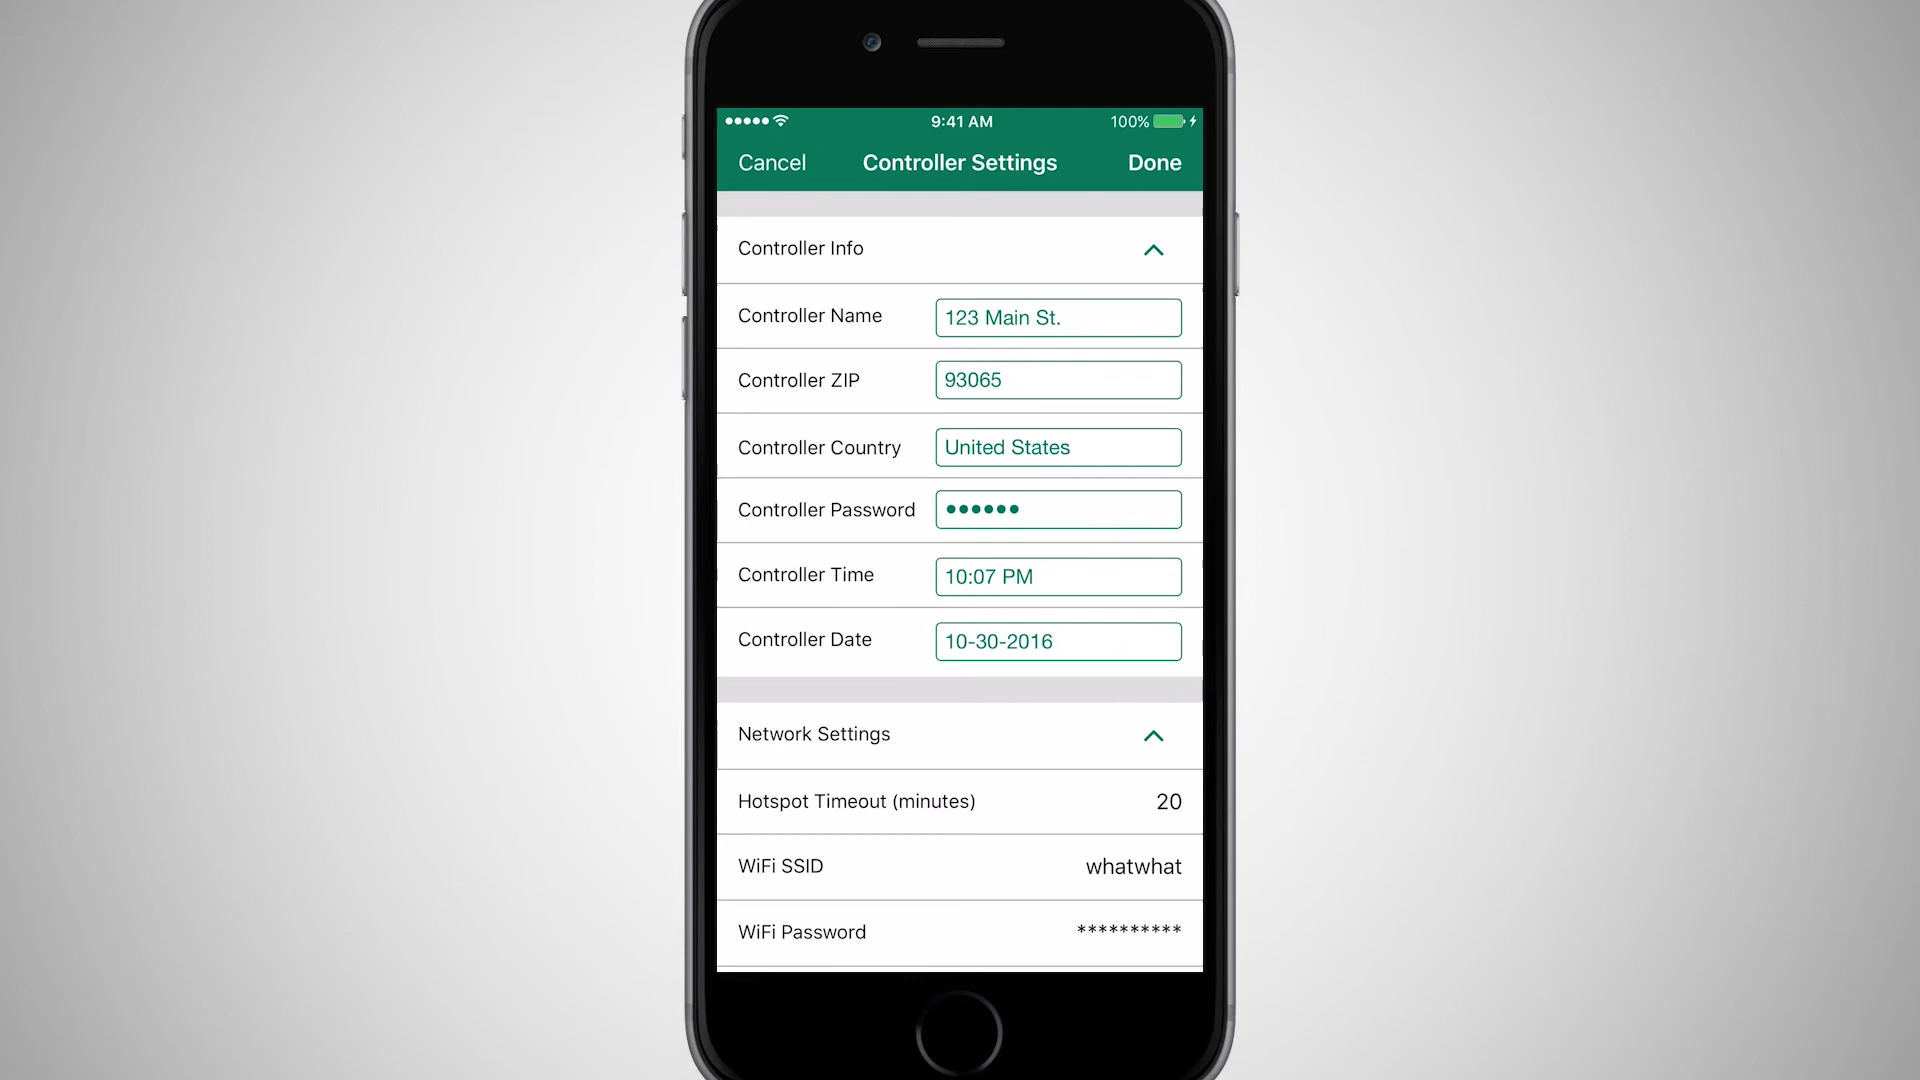 9:41 AM 100%
Cancel Controller Settings Done
Controller Info
Controller Name 123 Main St.
Controller ZIP 93065
Controller Country United States
Controller Password ••••••
Controller Time 10:07 PM
Controller Date 10-30-2016
Network Settings
Hotspot Timeout (minutes) 20
WiFi SSID whatwhat
WiFi Password **********